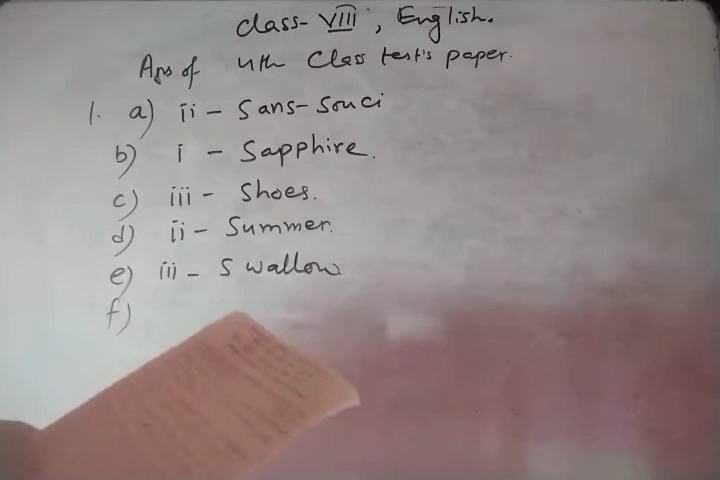 Class-VIII, English.
Ans of 4th Class test's paper.
1. a) ii - Sans-Souci
b) i - Sapphire.
c) iii - Shoes.
d) ii - Summer.
e) iii - Swallow.
f)